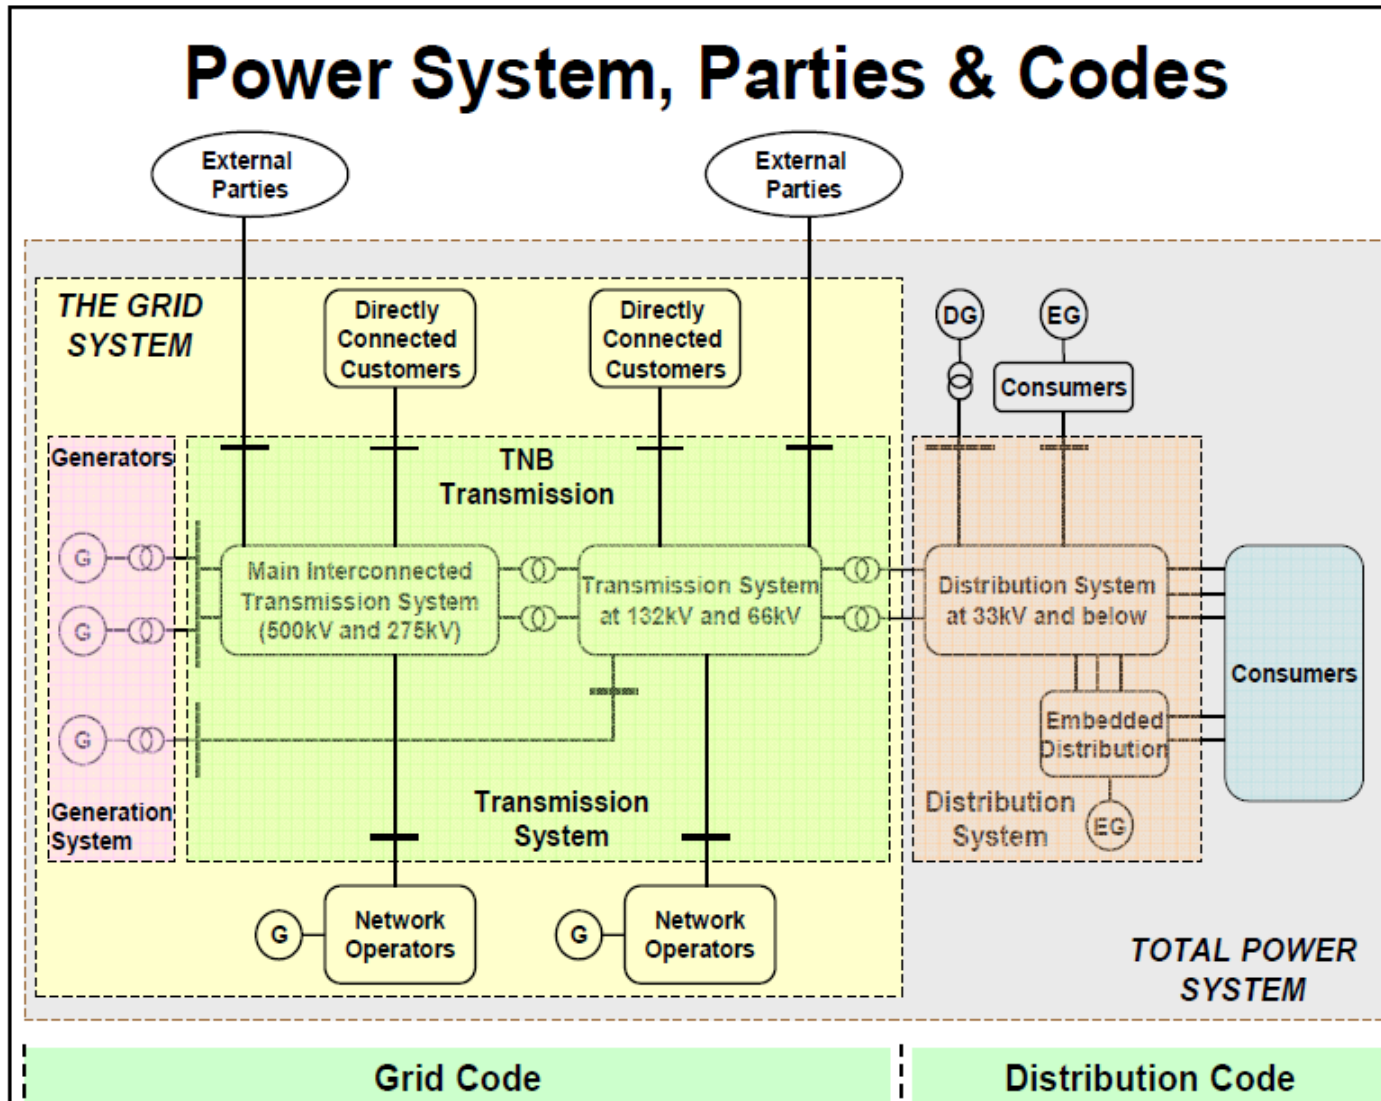 Power System, Parties & Codes
External
Parties
External
Parties
THE GRID
SYSTEM
Directly
Connected
Customers
Directly
Connected
Customers
DG
EG
Consumers
Generators
TNB
Transmission
G
G
G
Main Interconnected
Transmission System
(500kV and 275kV)
Transmission System
at 132kV and 66kV
Distribution System
at 33kV and below
Consumers
Embedded
Distribution
EG
Generation
System
Transmission
System
Distribution
System
G
Network
Operators
G
Network
Operators
TOTAL POWER
SYSTEM
Grid Code
Distribution Code